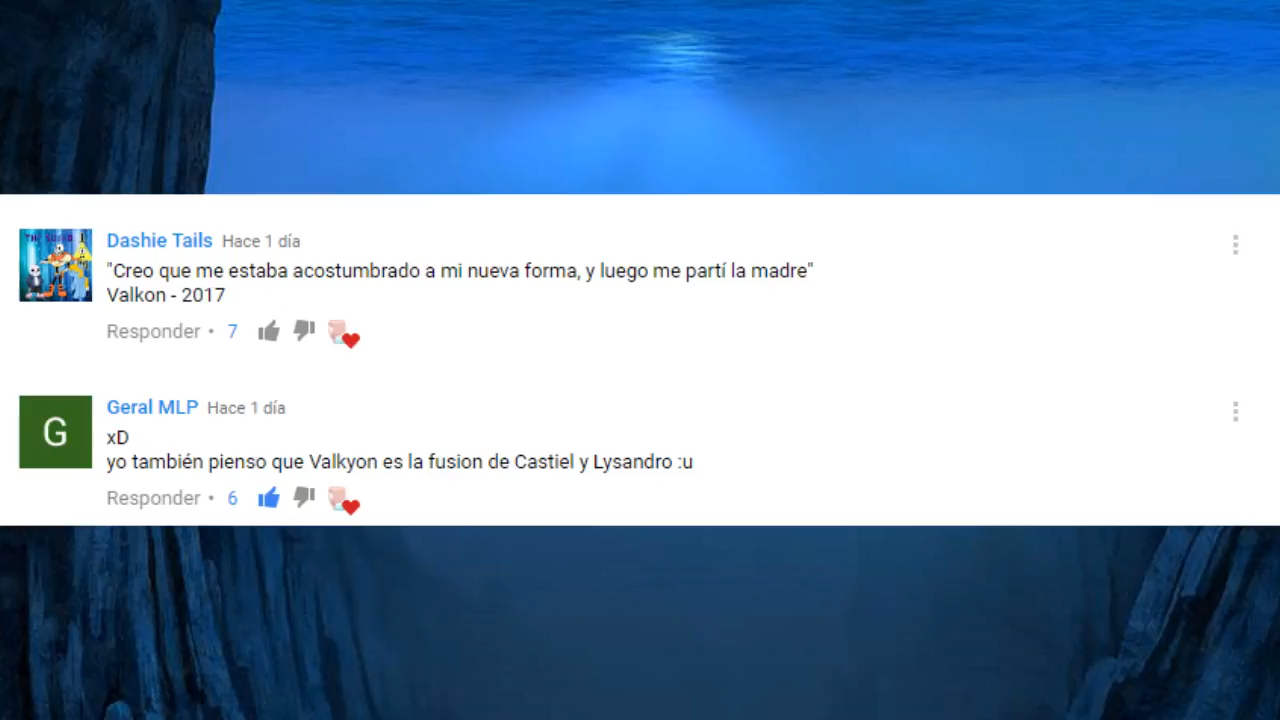 Dashie Tails Hace 1 día
"Creo que me estaba acostumbrado a mi nueva forma, y luego me partí la madre"
Valkon - 2017
Responder • 7
G
Geral MLP Hace 1 día
xD
yo también pienso que Valkyon es la fusion de Castiel y Lysandro :u
Responder • 6